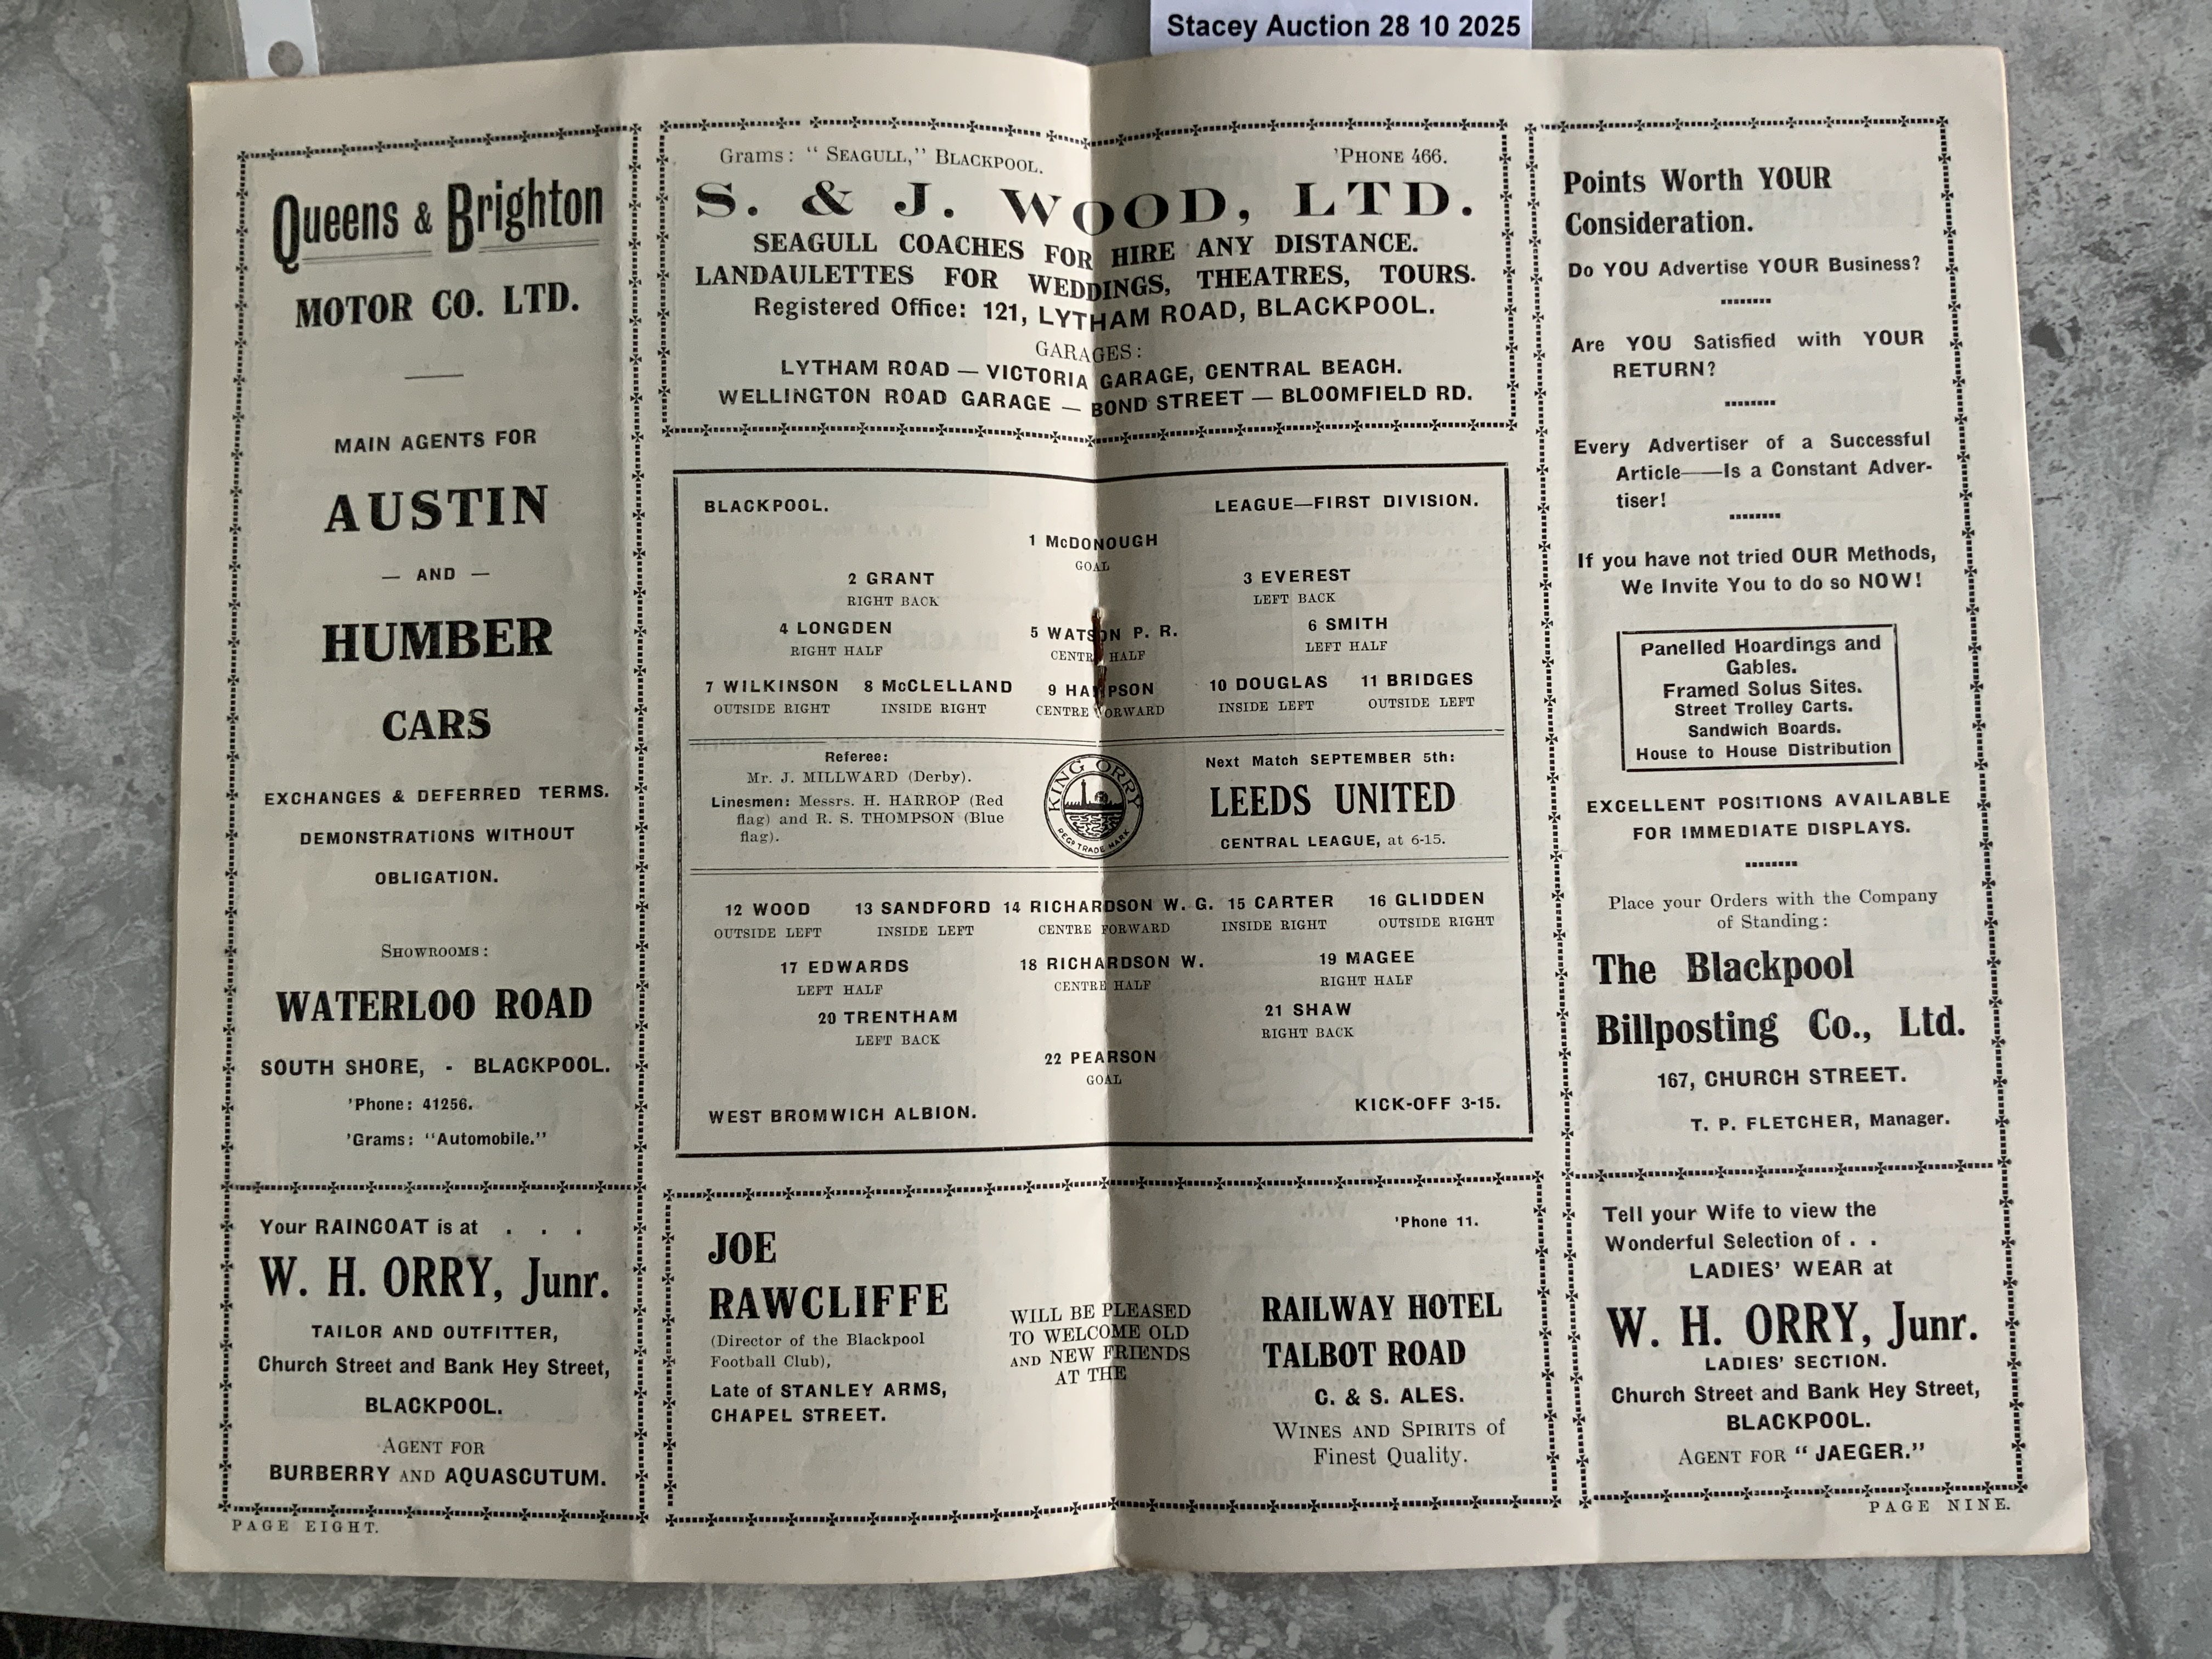 Stacey Auction 28 10 2025
Queens & Brighton
MOTOR CO. LTD.
MAIN AGENTS FOR
AUSTIN
— AND —
HUMBER
CARS
EXCHANGES & DEFERRED TERMS.
DEMONSTRATIONS WITHOUT
OBLIGATION.
SHOWROOMS:
WATERLOO ROAD
SOUTH SHORE, - BLACKPOOL.
'Phone: 41256.
'Grams: "Automobile."
Your RAINCOAT is at . . .
W. H. ORRY, Junr.
TAILOR AND OUTFITTER,
Church Street and Bank Hey Street,
BLACKPOOL.
AGENT FOR
BURBERRY AND AQUASCUTUM.
PAGE EIGHT.
Grams: "SEAGULL," BLACKPOOL. 'PHONE 466.
S. & J. WOOD, LTD.
SEAGULL COACHES FOR HIRE ANY DISTANCE.
LANDAULETTES FOR WEDDINGS, THEATRES, TOURS.
Registered Office: 121, LYTHAM ROAD, BLACKPOOL.
GARAGES:
LYTHAM ROAD — VICTORIA GARAGE, CENTRAL BEACH.
WELLINGTON ROAD GARAGE — BOND STREET — BLOOMFIELD RD.
BLACKPOOL. LEAGUE—FIRST DIVISION.
1 McDONOUGH
GOAL
2 GRANT 3 EVEREST
RIGHT BACK LEFT BACK
4 LONGDEN 5 WATSON P. R. 6 SMITH
RIGHT HALF CENTRE HALF LEFT HALF
7 WILKINSON 8 McCLELLAND 9 HAMPSON 10 DOUGLAS 11 BRIDGES
OUTSIDE RIGHT INSIDE RIGHT CENTRE FORWARD INSIDE LEFT OUTSIDE LEFT
Referee:
Mr. J. MILLWARD (Derby).
Linesmen: Messrs. H. HARROP (Red
flag) and R. S. THOMPSON (Blue
flag).
KING ORRY
REGD TRADE MARK
Next Match SEPTEMBER 5th:
LEEDS UNITED
CENTRAL LEAGUE, at 6-15.
12 WOOD 13 SANDFORD 14 RICHARDSON W. G. 15 CARTER 16 GLIDDEN
OUTSIDE LEFT INSIDE LEFT CENTRE FORWARD INSIDE RIGHT OUTSIDE RIGHT
17 EDWARDS 18 RICHARDSON W. 19 MAGEE
LEFT HALF CENTRE HALF RIGHT HALF
20 TRENTHAM 21 SHAW
LEFT BACK RIGHT BACK
22 PEARSON
GOAL
WEST BROMWICH ALBION. KICK-OFF 3-15.
JOE
RAWCLIFFE
(Director of the Blackpool
Football Club),
Late of STANLEY ARMS,
CHAPEL STREET.
WILL BE PLEASED
TO WELCOME OLD
AND NEW FRIENDS
AT THE
'Phone 11.
RAILWAY HOTEL
TALBOT ROAD
C. & S. ALES.
WINES AND SPIRITS of
Finest Quality.
Points Worth YOUR
Consideration.
Do YOU Advertise YOUR Business?
Are YOU Satisfied with YOUR
RETURN?
Every Advertiser of a Successful
Article——Is a Constant Adver-
tiser!
If you have not tried OUR Methods,
We Invite You to do so NOW!
Panelled Hoardings and
Gables.
Framed Solus Sites.
Street Trolley Carts.
Sandwich Boards.
House to House Distribution
EXCELLENT POSITIONS AVAILABLE
FOR IMMEDIATE DISPLAYS.
Place your Orders with the Company
of Standing:
The Blackpool
Billposting Co., Ltd.
167, CHURCH STREET.
T. P. FLETCHER, Manager.
Tell your Wife to view the
Wonderful Selection of . .
LADIES' WEAR at
W. H. ORRY, Junr.
LADIES' SECTION.
Church Street and Bank Hey Street,
BLACKPOOL.
AGENT FOR "JAEGER."
PAGE NINE.